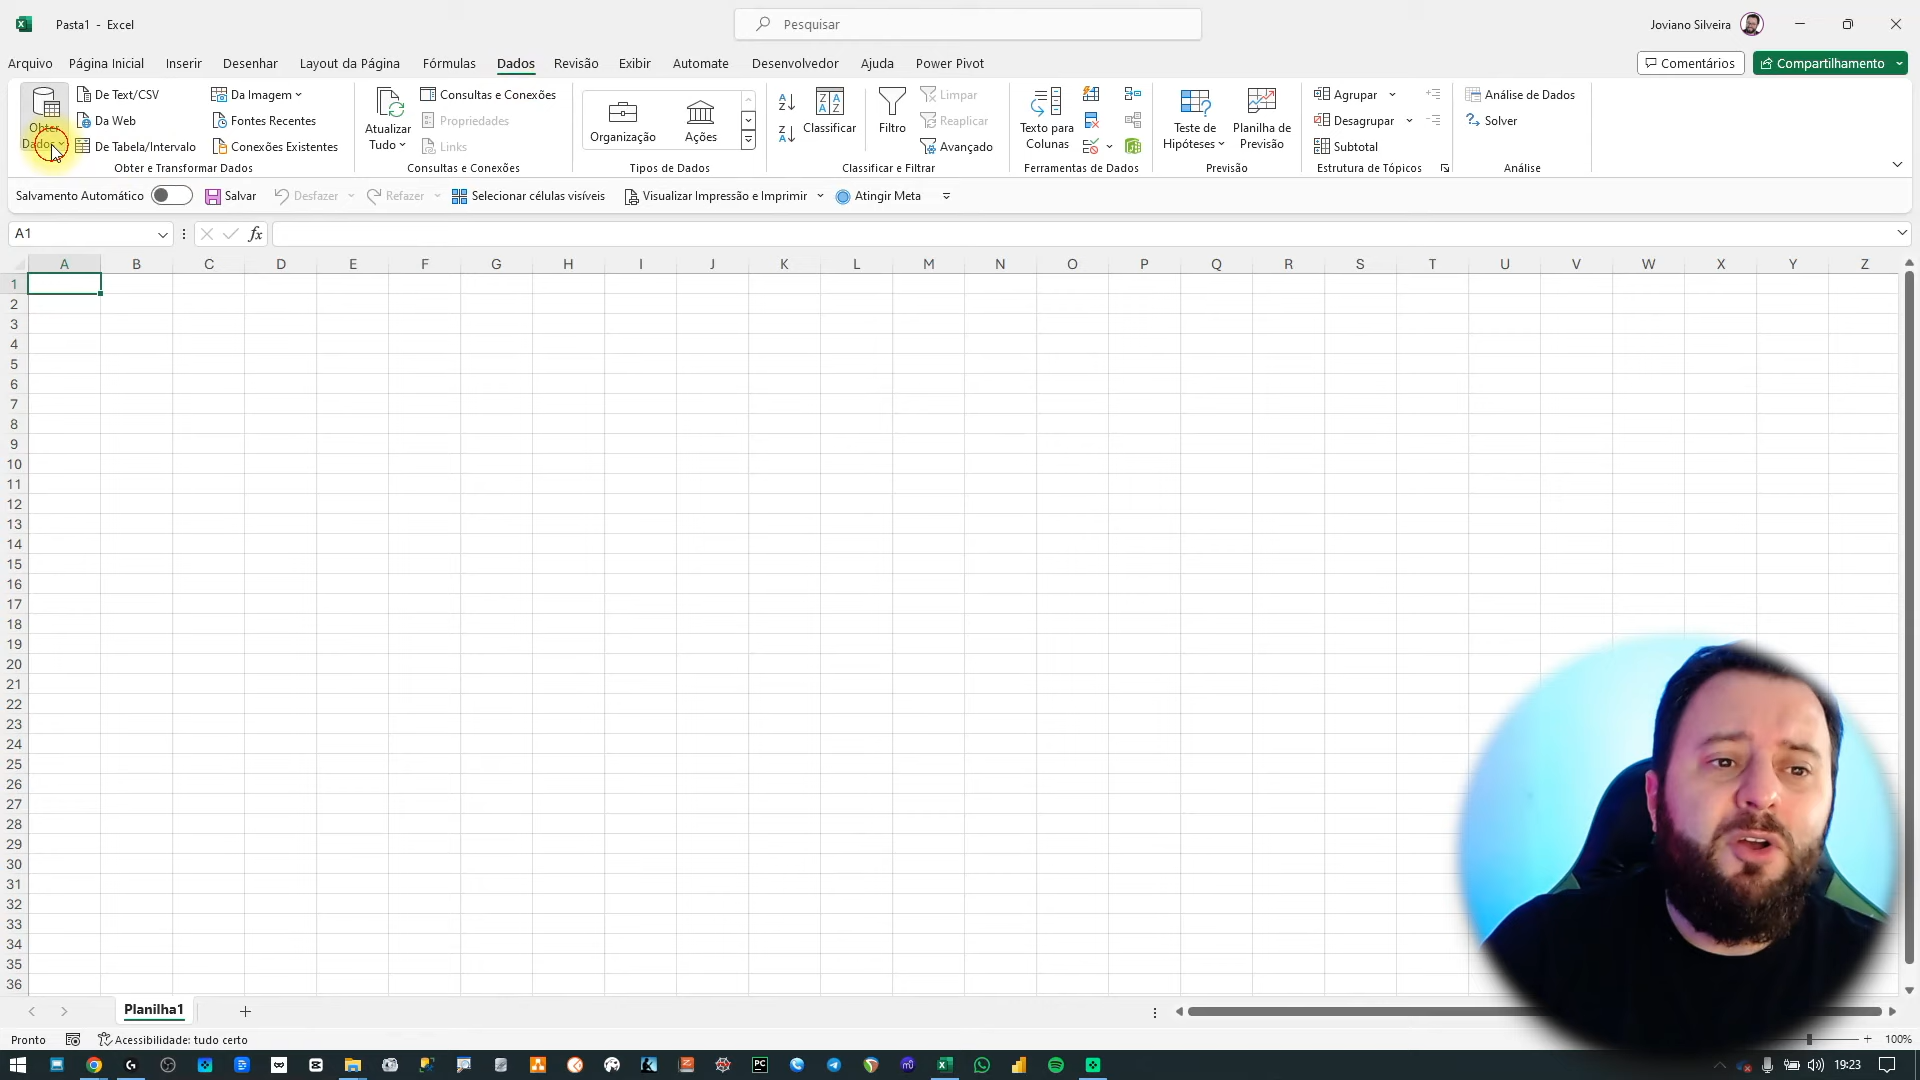 Pasta1 - Excel
Pesquisar
Joviano Silveira
Arquivo Página Inicial Inserir Desenhar Layout da Página Fórmulas Dados Revisão Exibir Automate Desenvolvedor Ajuda Power Pivot
Comentários Compartilhamento
Obter
Dados
De Text/CSV
Da Web
De Tabela/Intervalo
Da Imagem
Fontes Recentes
Conexões Existentes
Obter e Transformar Dados
Atualizar
Tudo
Consultas e Conexões
Propriedades
Links
Consultas e Conexões
Organização Ações
Tipos de Dados
Classificar
Filtro
Limpar
Reaplicar
Avançado
Classificar e Filtrar
Texto para
Colunas
Ferramentas de Dados
Teste de
Hipóteses
Planilha de
Previsão
Previsão
Agrupar
Desagrupar
Subtotal
Estrutura de Tópicos
Análise de Dados
Solver
Análise
Salvamento Automático Salvar Desfazer Refazer Selecionar células visíveis Visualizar Impressão e Imprimir Atingir Meta
A1 fx
A B C D E F G H I J K L M N O P Q R S T U V W X Y Z
1
2
3
4
5
6
7
8
9
10
11
12
13
14
15
16
17
18
19
20
21
22
23
24
25
26
27
28
29
30
31
32
33
34
35
36
Planilha1
Pronto Acessibilidade: tudo certo 100%
19:23